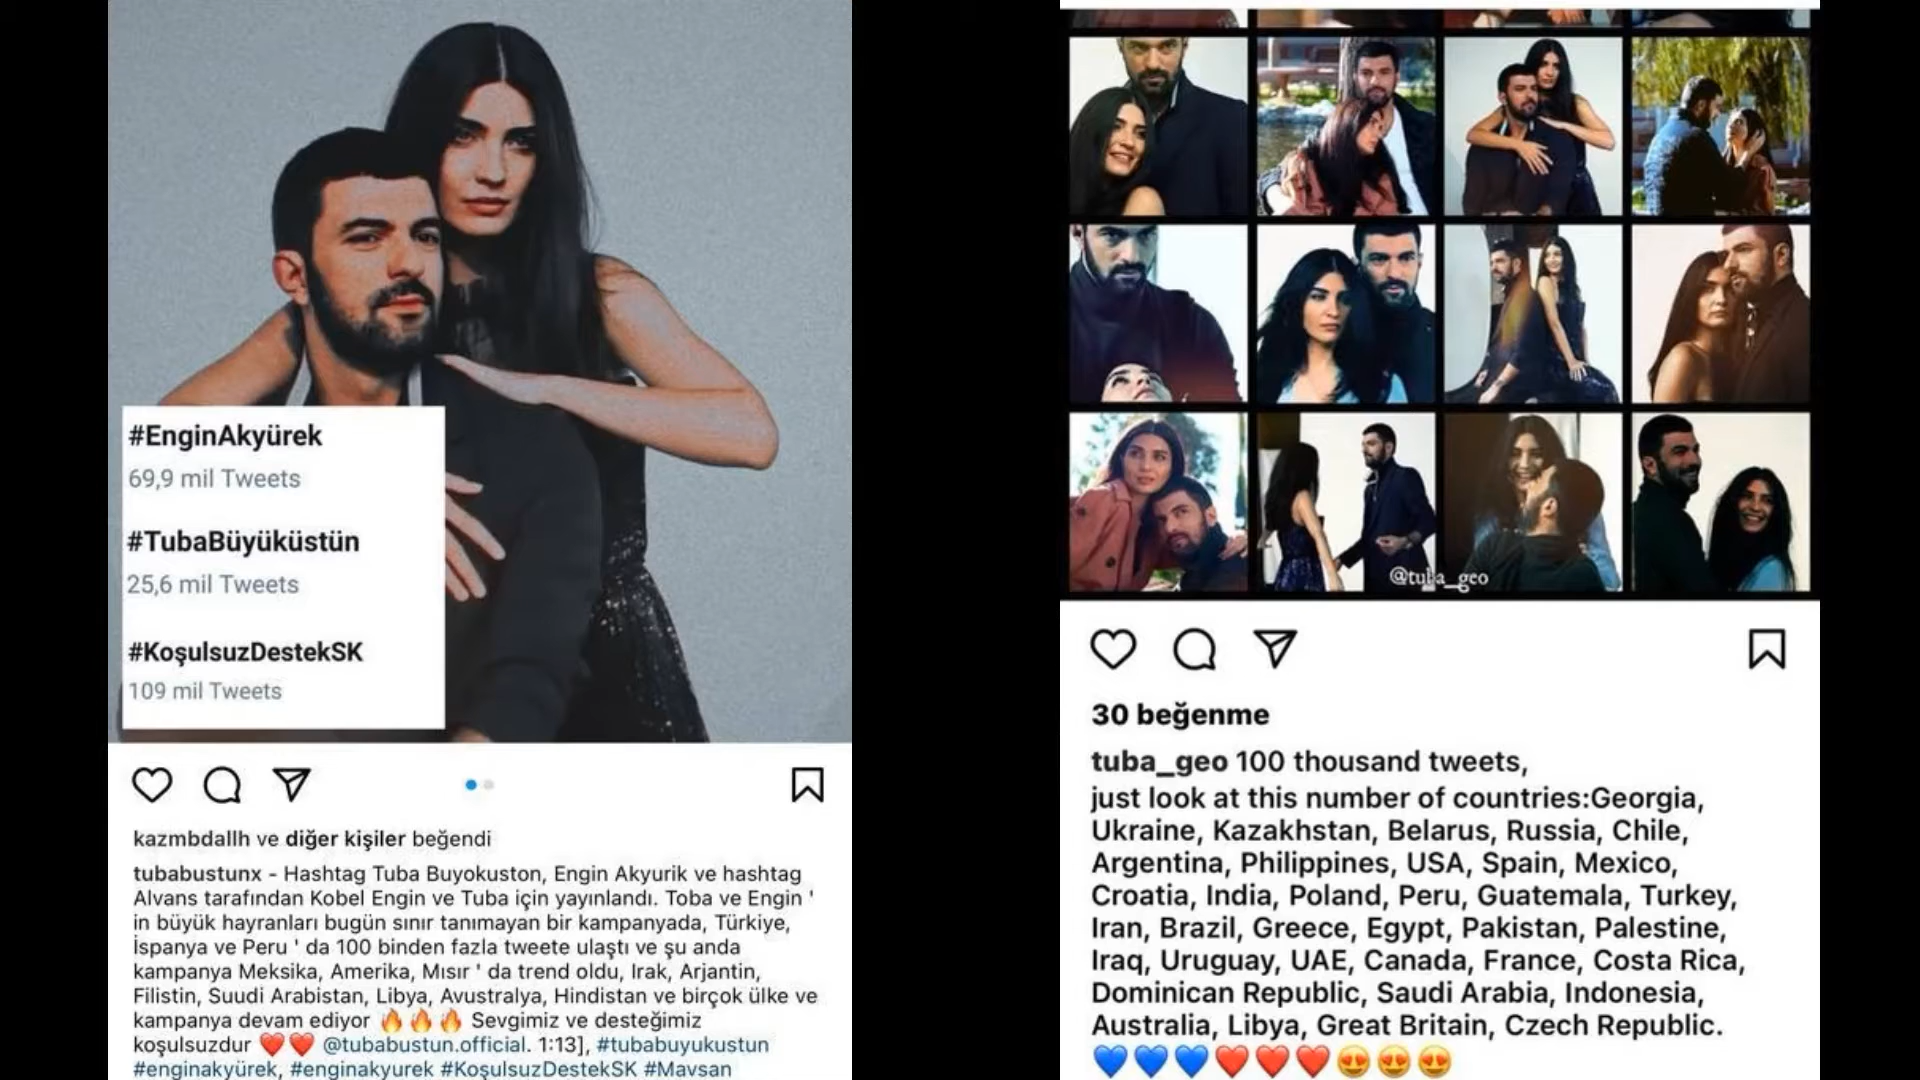 #EnginAkyürek
69,9 mil Tweets
#TubaBüyüküstün
25,6 mil Tweets
#KoşulsuzDestekSK
109 mil Tweets
kazmbdallh ve diğer kişiler beğendi
tubabustunx - Hashtag Tuba Buyokuston, Engin Akyurik ve hashtag
Alvans tarafından Kobel Engin ve Tuba için yayınlandı. Toba ve Engin '
in büyük hayranları bugün sınır tanımayan bir kampanyada, Türkiye,
İspanya ve Peru ' da 100 binden fazla tweete ulaştı ve şu anda
kampanya Meksika, Amerika, Mısır ' da trend oldu, Irak, Arjantin,
Filistin, Suudi Arabistan, Libya, Avustralya, Hindistan ve birçok ülke ve
kampanya devam ediyor 🔥🔥🔥 Sevgimiz ve desteğimiz
koşulsuzdur ❤️❤️ @tubabustun.official. 1:13], #tubabuyukustun
#enginakyürek, #enginakyurek #KoşulsuzDestekSK #Mavsan
@tuba_geo
30 beğenme
tuba_geo 100 thousand tweets,
just look at this number of countries:Georgia,
Ukraine, Kazakhstan, Belarus, Russia, Chile,
Argentina, Philippines, USA, Spain, Mexico,
Croatia, India, Poland, Peru, Guatemala, Turkey,
Iran, Brazil, Greece, Egypt, Pakistan, Palestine,
Iraq, Uruguay, UAE, Canada, France, Costa Rica,
Dominican Republic, Saudi Arabia, Indonesia,
Australia, Libya, Great Britain, Czech Republic.
💙💙💙❤️❤️❤️😍😍😍